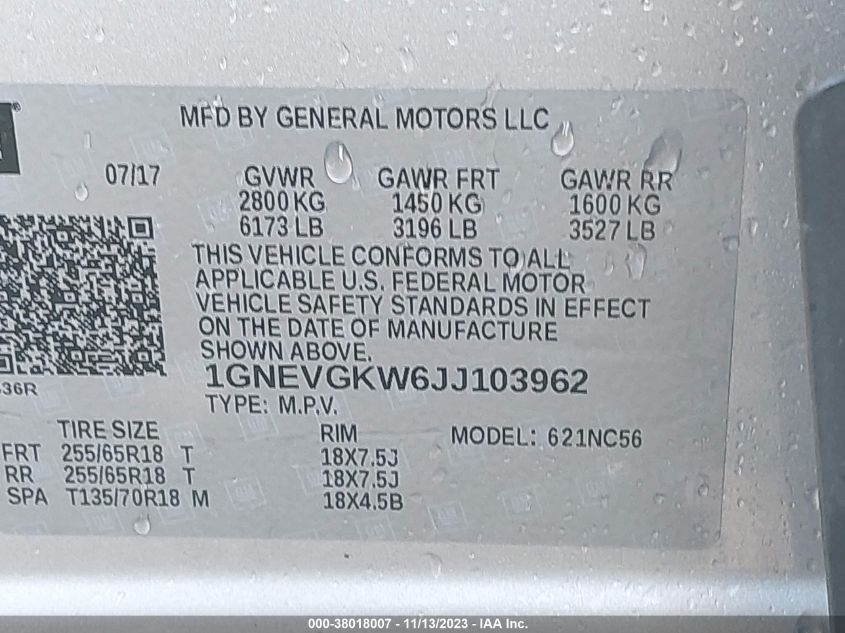 MFD BY GENERAL MOTORS LLC
07/17 GVWR GAWR FRT GAWR RR
2800 KG 1450 KG 1600 KG
6173 LB 3196 LB 3527 LB
THIS VEHICLE CONFORMS TO ALL
APPLICABLE U.S. FEDERAL MOTOR
VEHICLE SAFETY STANDARDS IN EFFECT
ON THE DATE OF MANUFACTURE
SHOWN ABOVE.
1GNEVGKW6JJ103962
36R
TYPE: M.P.V.
TIRE SIZE RIM MODEL: 621NC56
FRT 255/65R18 T 18X7.5J
RR 255/65R18 T 18X7.5J
SPA T135/70R18 M 18X4.5B
000-38018007 - 11/13/2023 - IAA Inc.